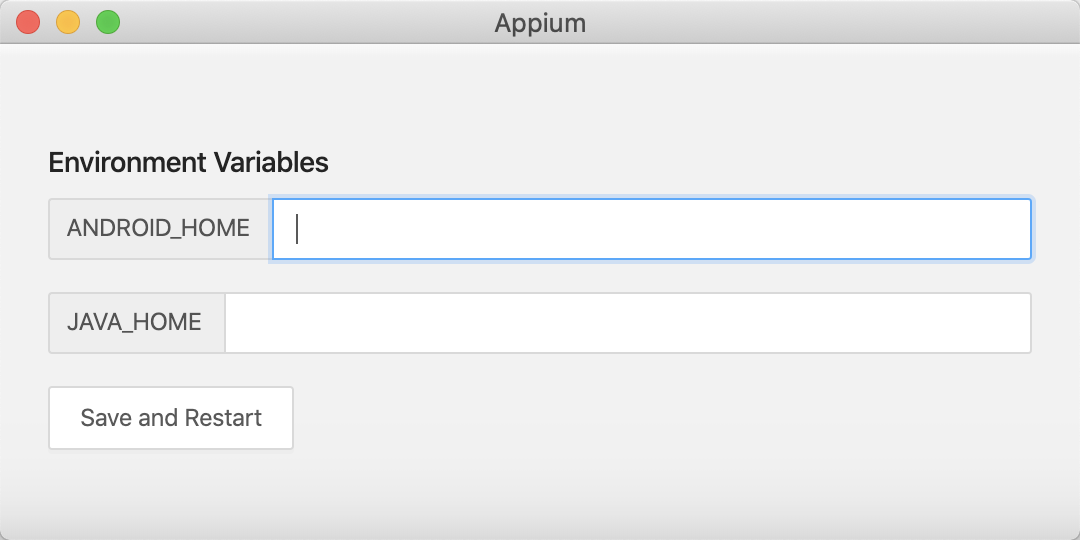 Appium
Environment Variables
ANDROID_HOME
JAVA_HOME
Save and Restart